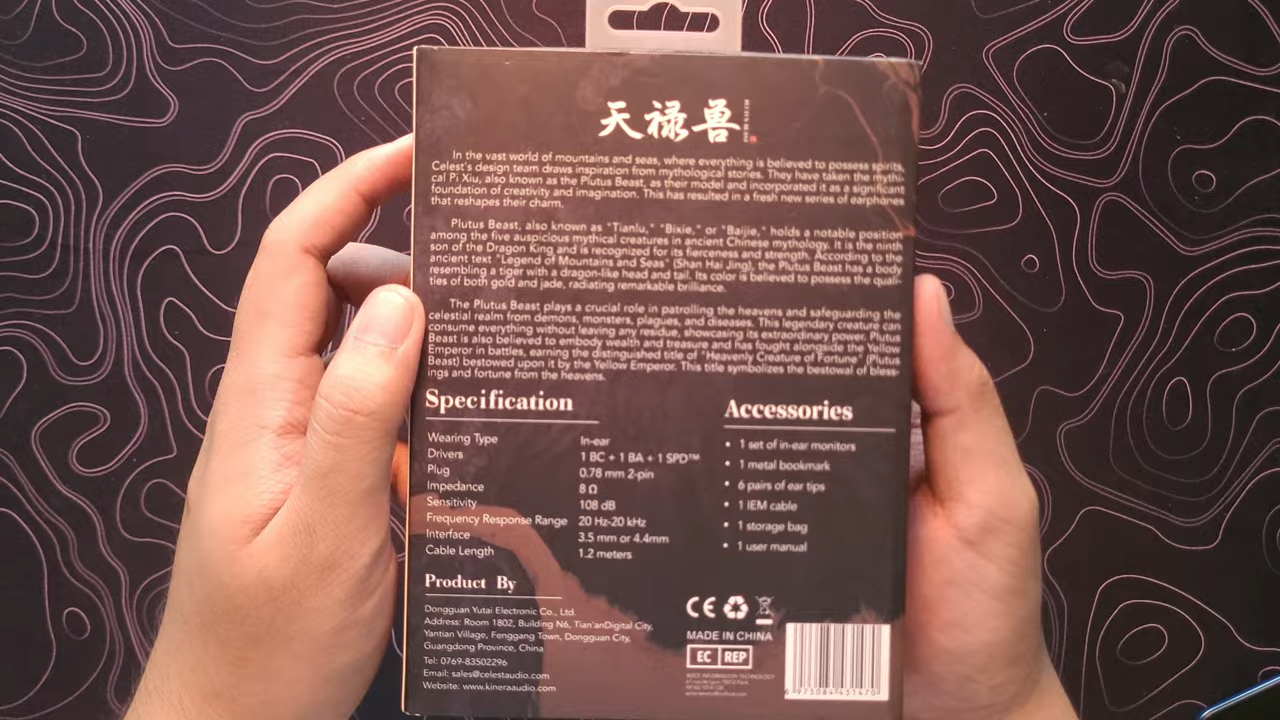 天禄兽
In the vast world of mountains and seas, where everything is believed to possess spirits,
Celest's design team draws inspiration from mythological stories. They have taken the mythi-
cal Pi Xiu, also known as the Plutus Beast, as their model and incorporated it as a significant
foundation of creativity and imagination. This has resulted in a fresh new series of earphones
that reshapes their charm.
Plutus Beast, also known as "Tianlu," "Bixie," or "Baijie," holds a notable position
among the five auspicious mythical creatures in ancient Chinese mythology. It is the ninth
son of the Dragon King and is recognized for its fierceness and strength. According to the
ancient text "Legend of Mountains and Seas" (Shan Hai Jing), the Plutus Beast has a body
resembling a tiger with a dragon-like head and tail. Its color is believed to possess the quali-
ties of both gold and jade, radiating remarkable brilliance.
The Plutus Beast plays a crucial role in patrolling the heavens and safeguarding the
celestial realm from demons, monsters, plagues, and diseases. This legendary creature can
consume everything without leaving any residue, showcasing its extraordinary power. Plutus
Beast is also believed to embody wealth and treasure and has fought alongside the Yellow
Emperor in battles, earning the distinguished title of "Heavenly Creature of Fortune" (Plutus
Beast) bestowed upon it by the Yellow Emperor. This title symbolizes the bestowal of bless-
ings and fortune from the heavens.
Specification
Wearing Type In-ear
Drivers 1 BC + 1 BA + 1 SPD™
Plug 0.78 mm 2-pin
Impedance 8 Ω
Sensitivity 108 dB
Frequency Response Range 20 Hz-20 kHz
Interface 3.5 mm or 4.4mm
Cable Length 1.2 meters
Accessories
• 1 set of in-ear monitors
• 1 metal bookmark
• 6 pairs of ear tips
• 1 IEM cable
• 1 storage bag
• 1 user manual
Product By
Dongguan Yutai Electronic Co., Ltd.
Address: Room 1802, Building N6, Tian'anDigital City,
Yantian Village, Fenggang Town, Dongguan City,
Guangdong Province, China
Tel: 0769-83502296
Email: sales@celestaudio.com
Website: www.kineraaudio.com
CE
MADE IN CHINA
EC REP
6 973084 451470